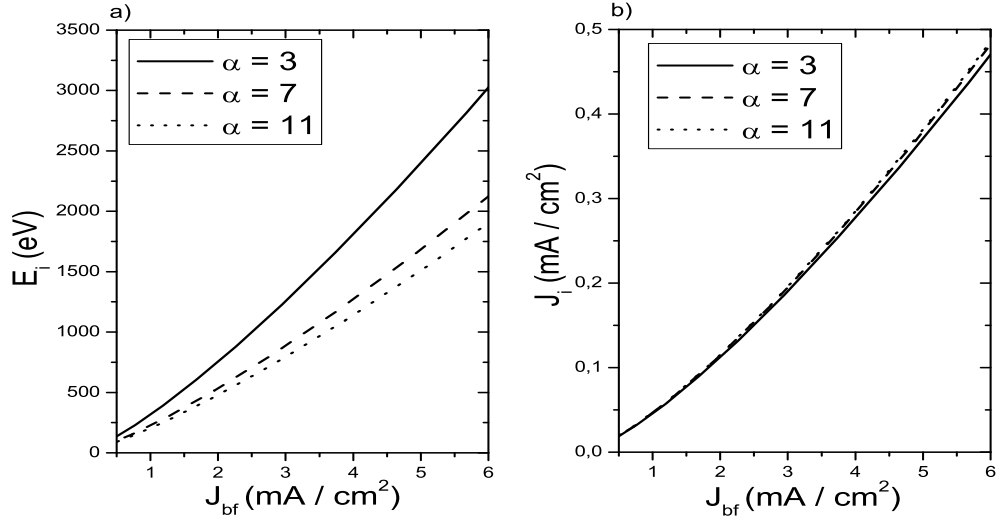 a)
3500
3000
2500
2000
1500
1000
500
0
E_i (eV)
α = 3
α = 7
α = 11
1 2 3 4 5 6
J_bf (mA / cm²)
b)
0,5
0,4
0,3
0,2
0,1
0,0
J_i (mA / cm²)
α = 3
α = 7
α = 11
1 2 3 4 5 6
J_bf (mA / cm²)